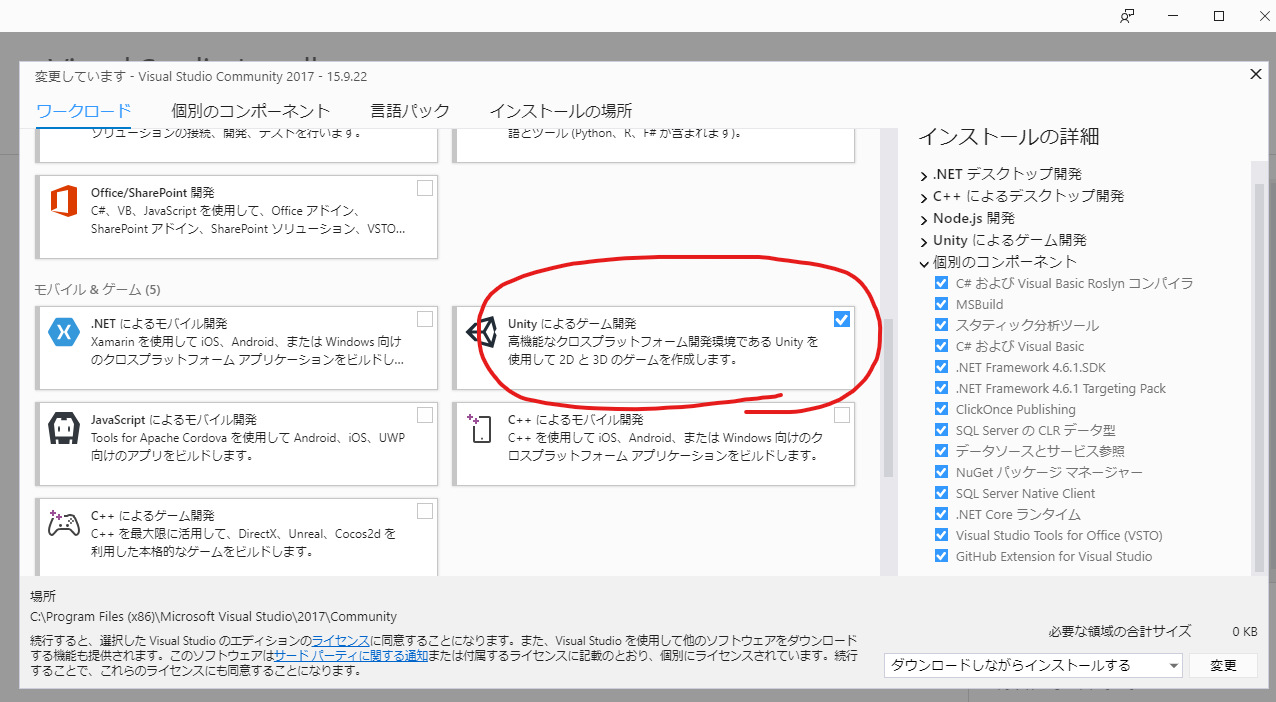 変更しています - Visual Studio Community 2017 - 15.9.22
ワークロード 個別のコンポーネント 言語パック インストールの場所
ソリューションの接続、開発、テストを行います。
語とツール (Python、R、F# が含まれます)。
Office/SharePoint 開発
C#、VB、JavaScript を使用して、Office アドイン、
SharePoint アドイン、SharePoint ソリューション、VSTO...
モバイル & ゲーム (5)
.NET によるモバイル開発
Xamarin を使用して iOS、Android、または Windows 向け
のクロスプラットフォーム アプリケーションをビルドし...
Unity によるゲーム開発
高機能なクロスプラットフォーム開発環境である Unity を
使用して 2D と 3D のゲームを作成します。
JavaScript によるモバイル開発
Tools for Apache Cordova を使用して Android、iOS、UWP
向けのアプリをビルドします。
C++ によるモバイル開発
C++ を使用して iOS、Android、または Windows 向けのク
ロスプラットフォーム アプリケーションをビルドします。
C++ によるゲーム開発
C++ を最大限に活用して、DirectX、Unreal、Cocos2d を
利用した本格的なゲームをビルドします。
インストールの詳細
.NET デスクトップ開発
C++ によるデスクトップ開発
Node.js 開発
Unity によるゲーム開発
個別のコンポーネント
C# および Visual Basic Roslyn コンパイラ
MSBuild
スタティック分析ツール
C# および Visual Basic
.NET Framework 4.6.1.SDK
.NET Framework 4.6.1 Targeting Pack
ClickOnce Publishing
SQL Server の CLR データ型
データソースとサービス参照
NuGet パッケージ マネージャー
SQL Server Native Client
.NET Core ランタイム
Visual Studio Tools for Office (VSTO)
GitHub Extension for Visual Studio
場所
C:\Program Files (x86)\Microsoft Visual Studio\2017\Community
続行すると、選択した Visual Studio のエディションのライセンスに同意することになります。また、Visual Studio を使用して他のソフトウェアをダウンロード
する機能も提供されます。このソフトウェアはサード パーティに関する通知または付属するライセンスに記載のとおり、個別にライセンスされています。続行
することで、これらのライセンスにも同意することになります。
必要な領域の合計サイズ 0 KB
ダウンロードしながらインストールする 変更